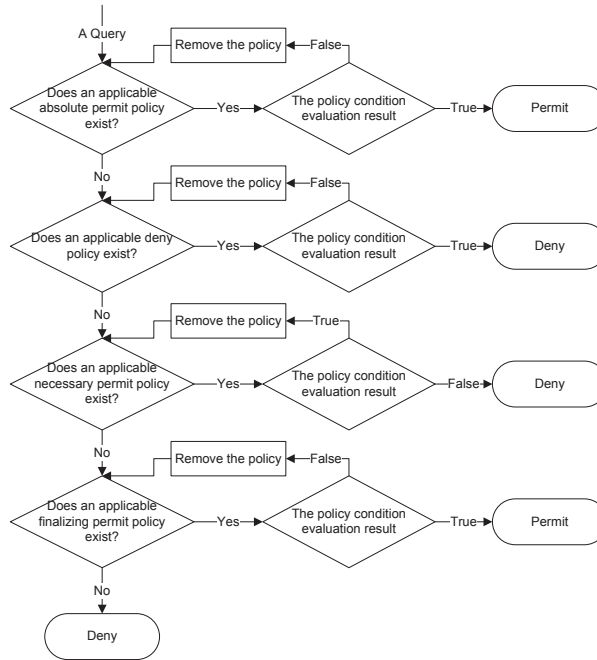 A Query
Remove the policy
False
Does an applicable
absolute permit policy
exist?
Yes
The policy condition
evaluation result
True
Permit
No
Remove the policy
False
Does an applicable deny
policy exist?
Yes
The policy condition
evaluation result
True
Deny
No
Remove the policy
True
Does an applicable
necessary permit policy
exist?
Yes
The policy condition
evaluation result
False
Deny
No
Remove the policy
False
Does an applicable
finalizing permit policy
exist?
Yes
The policy condition
evaluation result
True
Permit
No
Deny